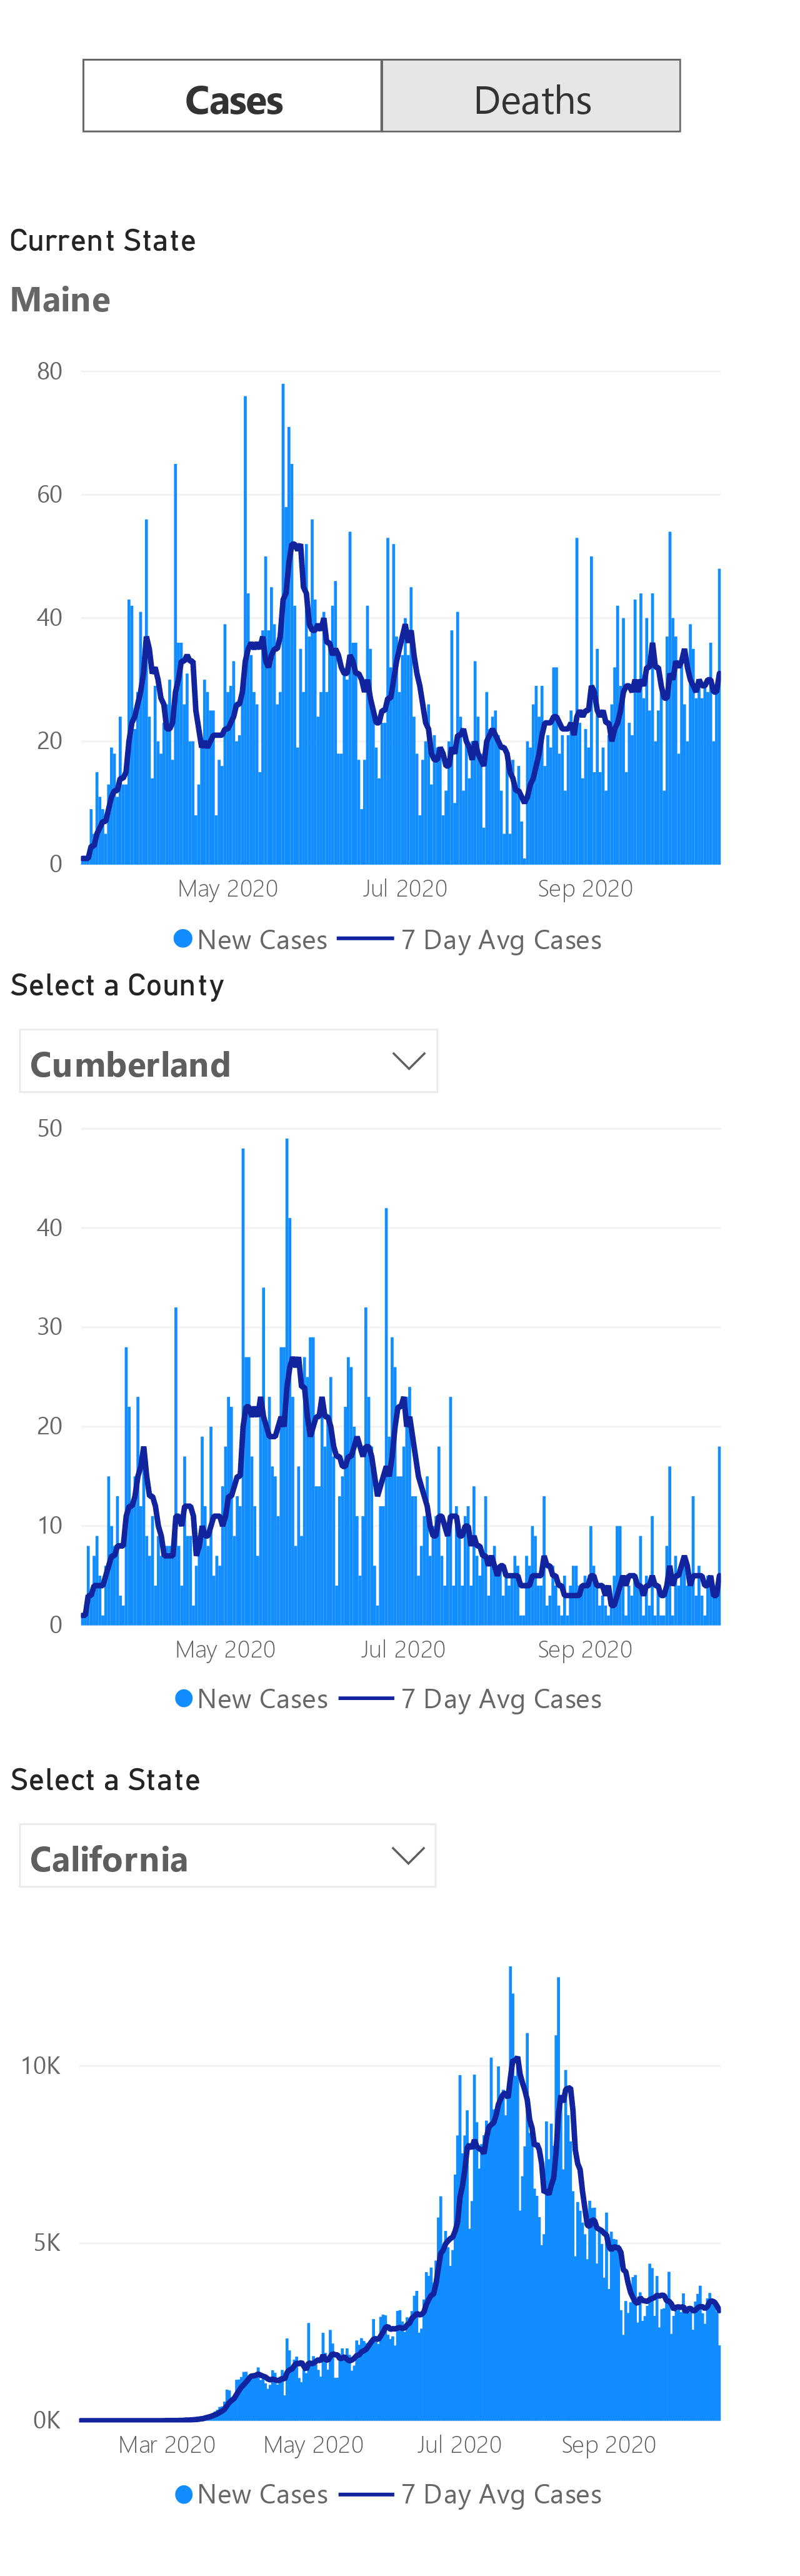 Cases Deaths
Current State
Maine
80
60
40
20
0
May 2020 Jul 2020 Sep 2020
New Cases 7 Day Avg Cases
Select a County
Cumberland
50
40
30
20
10
0
May 2020 Jul 2020 Sep 2020
New Cases 7 Day Avg Cases
Select a State
California
10K
5K
0K
Mar 2020 May 2020 Jul 2020 Sep 2020
New Cases 7 Day Avg Cases